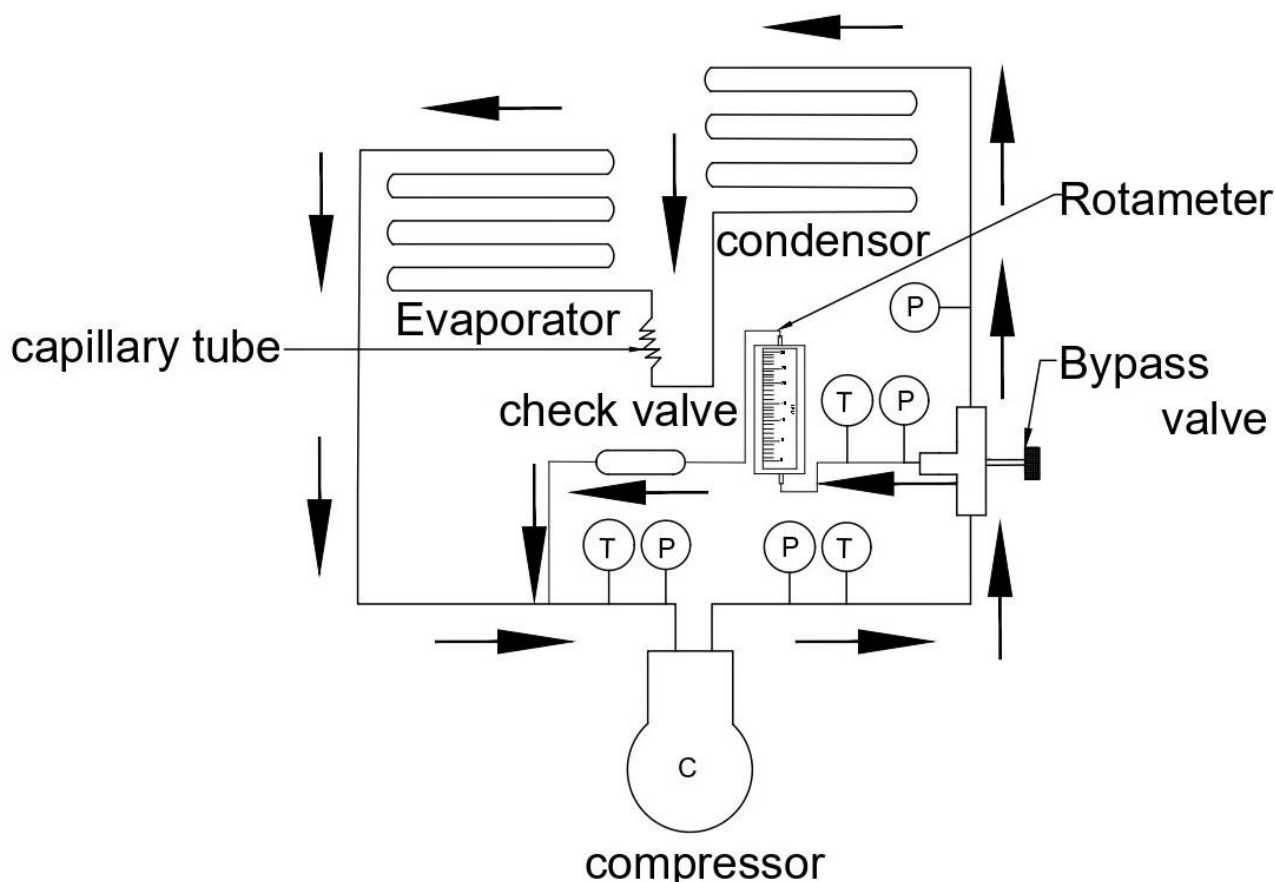 Rotameter
condensor
P
Evaporator
capillary tube
Bypass
valve
T
P
check valve
T
P
P
T
C
compressor